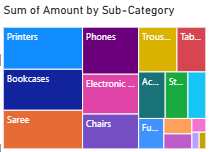 Sum of Amount by Sub-Category
Printers
Phones
Trous...
Tab...
Bookcases
Electronic ...
Ac...
St...
Saree
Chairs
Fu...